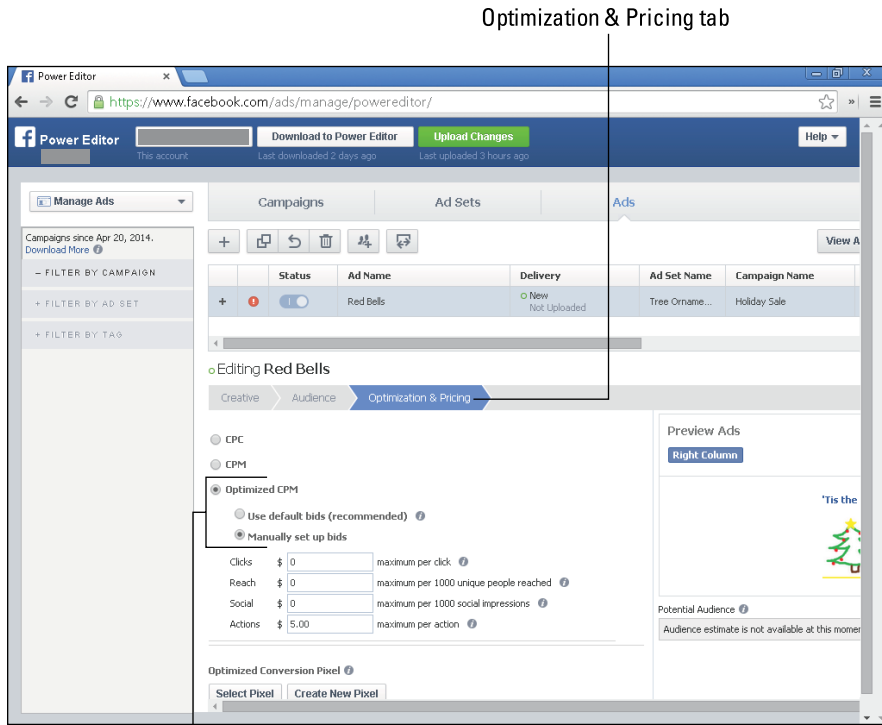 Optimization & Pricing tab
Power Editor
https://www.facebook.com/ads/manage/powereditor/
Power Editor Download to Power Editor Upload Changes Help
This account Last downloaded 2 days ago Last uploaded 3 hours ago
Manage Ads Campaigns Ad Sets Ads
Campaigns since Apr 20, 2014.
Download More
View A
– FILTER BY CAMPAIGN
+ FILTER BY AD SET
+ FILTER BY TAG
Status Ad Name Delivery Ad Set Name Campaign Name
Red Bells New Tree Orname... Holiday Sale
Not Uploaded
Editing Red Bells
Creative Audience Optimization & Pricing
CPC
CPM
Optimized CPM
Use default bids (recommended)
Manually set up bids
Clicks $ 0 maximum per click
Reach $ 0 maximum per 1000 unique people reached
Social $ 0 maximum per 1000 social impressions
Actions $ 5.00 maximum per action
Optimized Conversion Pixel
Select Pixel Create New Pixel
Preview Ads
Right Column
'Tis the
Potential Audience
Audience estimate is not available at this momen